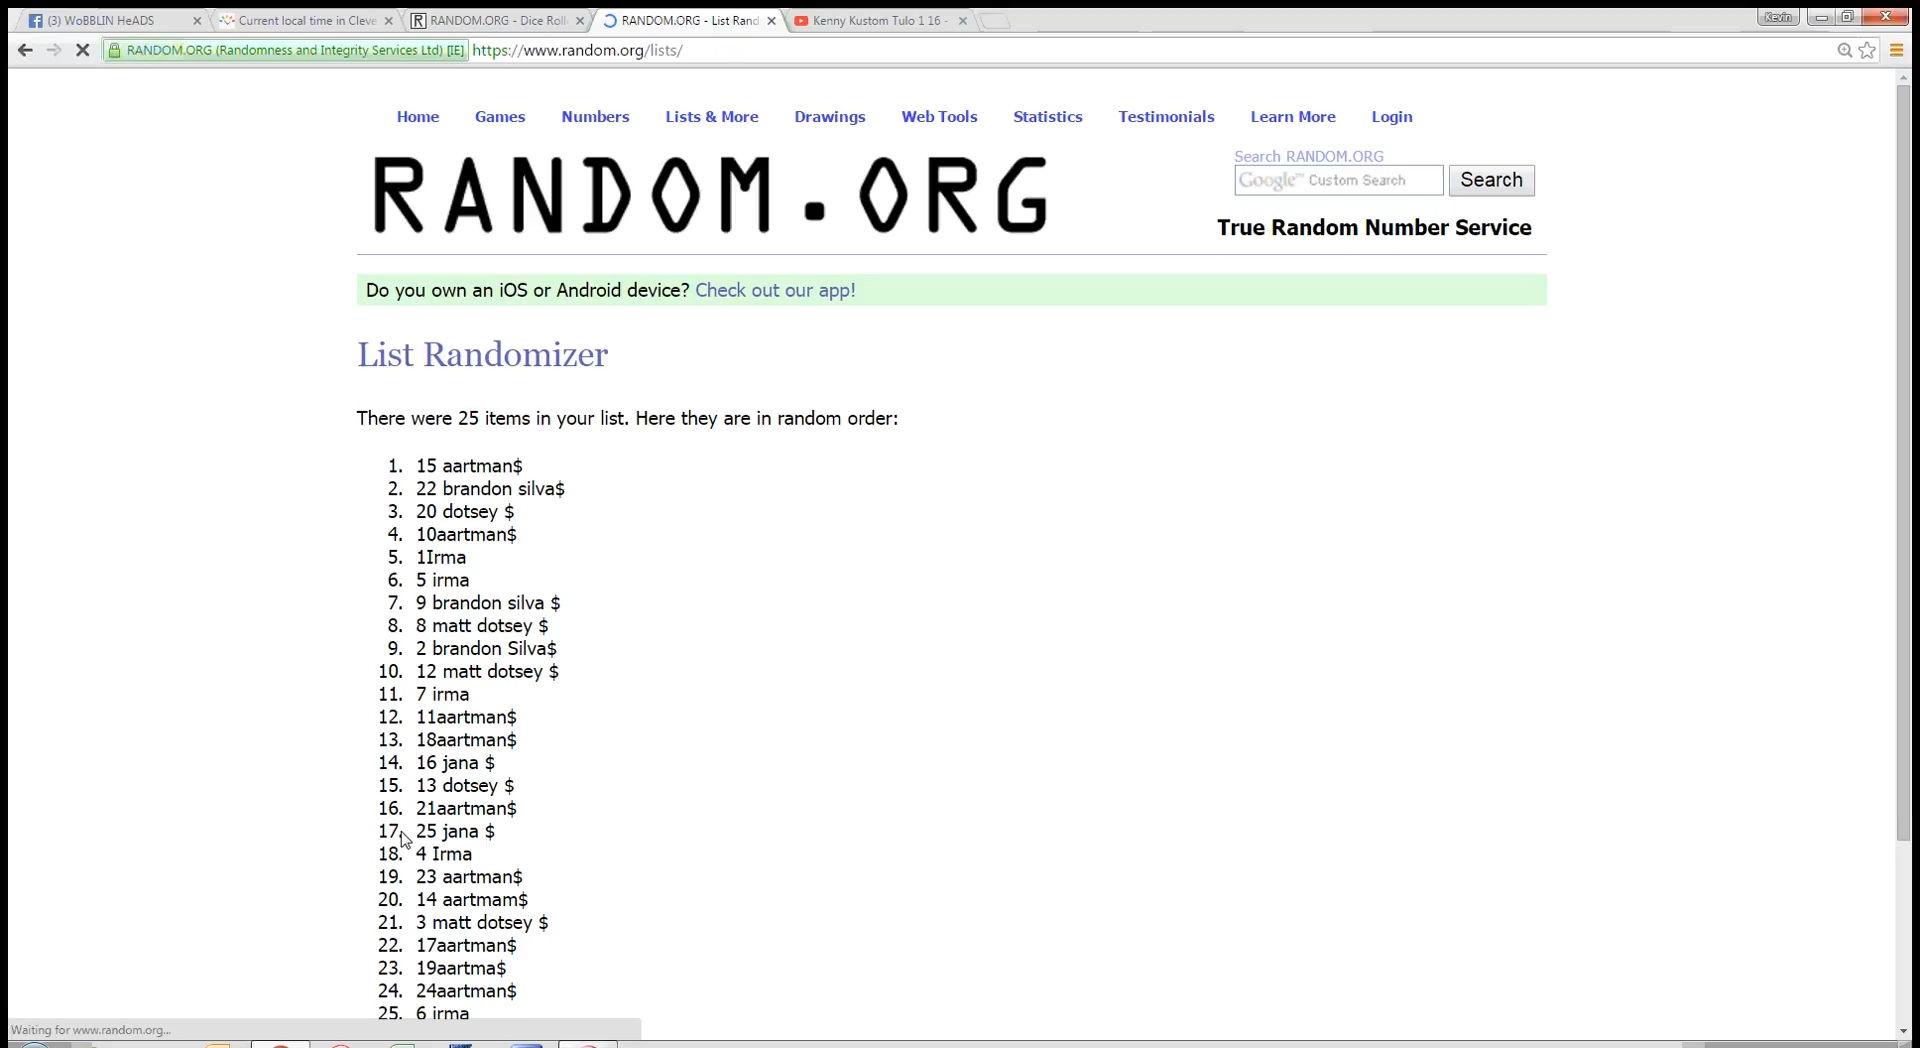 (3) WoBBLIN HeADS
Current local time in Cleve
RANDOM.ORG - Dice Roll
RANDOM.ORG - List Rand
Kenny Kustom Tulo 1 16 -
Kevin
RANDOM.ORG (Randomness and Integrity Services Ltd) [IE] https://www.random.org/lists/
Home Games Numbers Lists & More Drawings Web Tools Statistics Testimonials Learn More Login
RANDOM.ORG
Search RANDOM.ORG
Google™ Custom Search Search
True Random Number Service
Do you own an iOS or Android device? Check out our app!
List Randomizer
There were 25 items in your list. Here they are in random order:
1. 15 aartman$
2. 22 brandon silva$
3. 20 dotsey $
4. 10aartman$
5. 1Irma
6. 5 irma
7. 9 brandon silva $
8. 8 matt dotsey $
9. 2 brandon Silva$
10. 12 matt dotsey $
11. 7 irma
12. 11aartman$
13. 18aartman$
14. 16 jana $
15. 13 dotsey $
16. 21aartman$
17. 25 jana $
18. 4 Irma
19. 23 aartman$
20. 14 aartmam$
21. 3 matt dotsey $
22. 17aartman$
23. 19aartma$
24. 24aartman$
25. 6 irma
Waiting for www.random.org...